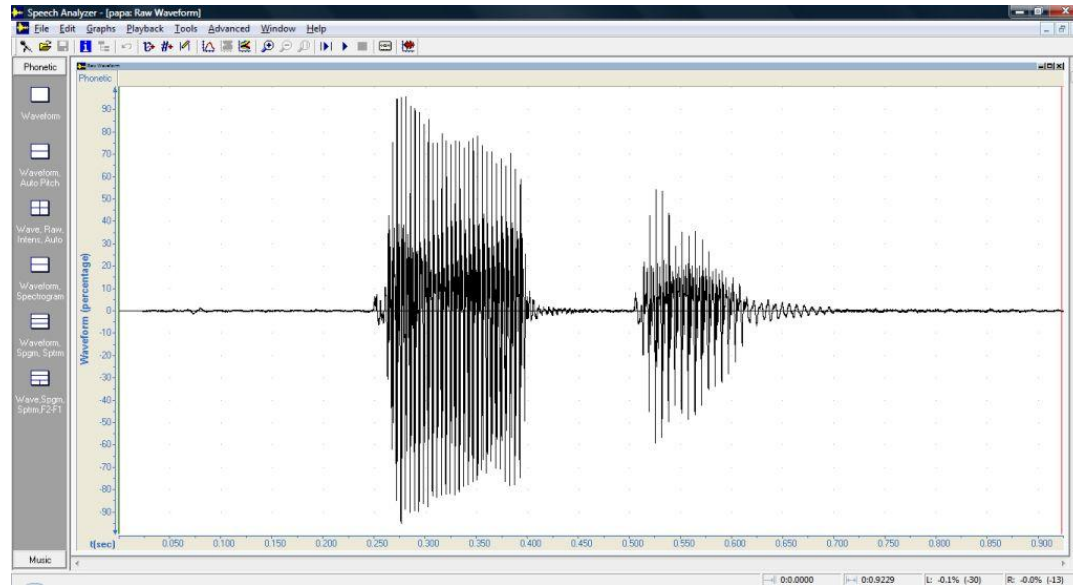 Speech Analyzer - [papa: Raw Waveform]
File Edit Graphs Playback Tools Advanced Window Help
Phonetic
Waveform
Waveform,
Auto Pitch
Wave, Raw,
Intens, Auto
Waveform,
Spectrogram
Waveform,
Spgm, Sptrm
Wave,Spgm,
Sptrm,F2-F1
Music
Raw Waveform
Phonetic
Waveform (percentage)
90
80
70
60
50
40
30
20
10
0
-10
-20
-30
-40
-50
-60
-70
-80
-90
t(sec) 0.050 0.100 0.150 0.200 0.250 0.300 0.350 0.400 0.450 0.500 0.550 0.600 0.650 0.700 0.750 0.800 0.850 0.900
0:0.0000 0:0.9229 L: -0.1% (-30) R: -0.0% (-13)